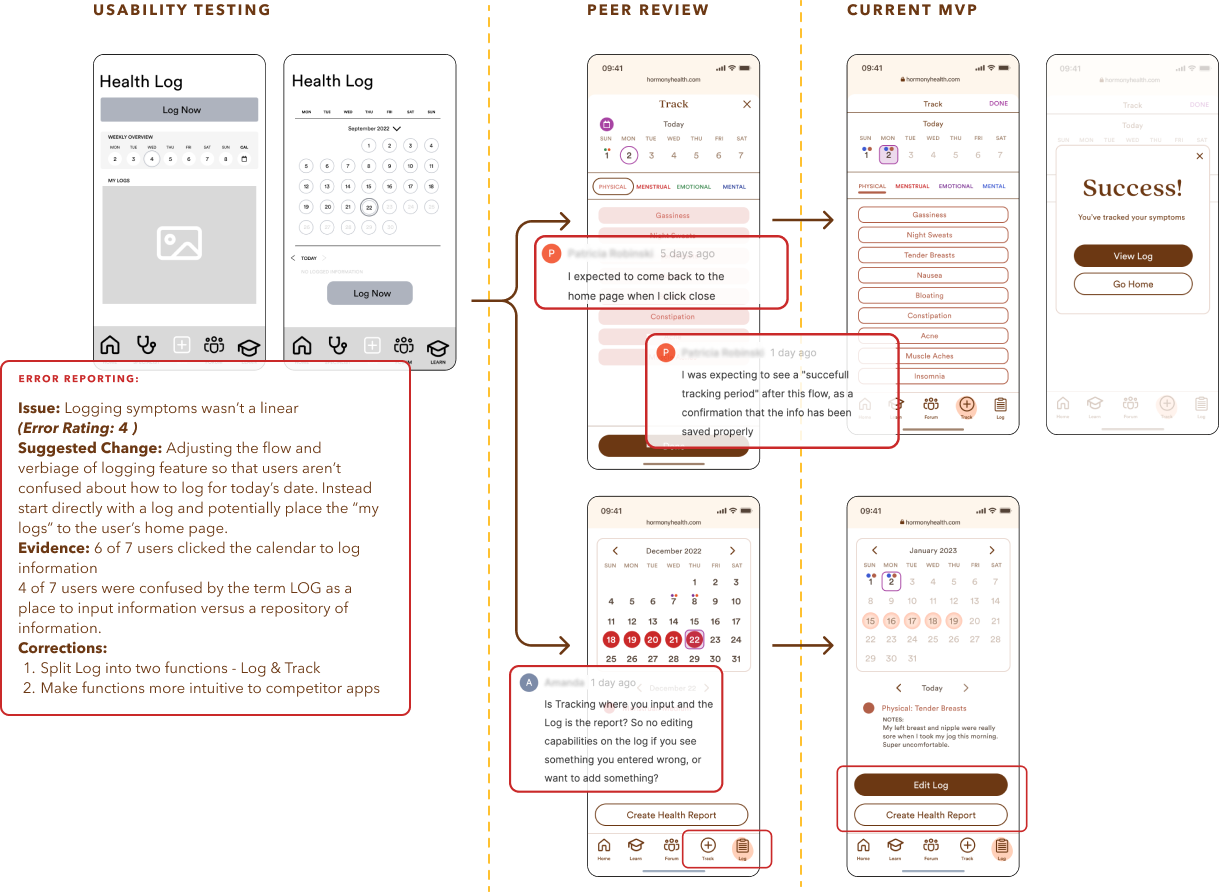 USABILITY TESTING
Health Log
Log Now
WEEKLY OVERVIEW
MON TUE WED THU FRI SAT SUN CAL
2 3 4 5 6 7 8
MY LOGS
Health Log
MON TUE WED THU FRI SAT SUN
September 2022
1 2 3 4
5 6 7 8 9 10 11
12 13 14 15 16 17 18
19 20 21 22 23 24 25
26 27 28 29 30
TODAY
NO LOGGED INFORMATION
Log Now
LEARN
ERROR REPORTING:
Issue: Logging symptoms wasn’t a linear
(Error Rating: 4 )
Suggested Change: Adjusting the flow and
verbiage of logging feature so that users aren’t
confused about how to log for today’s date. Instead
start directly with a log and potentially place the “my
logs” to the user’s home page.
Evidence: 6 of 7 users clicked the calendar to log
information
4 of 7 users were confused by the term LOG as a
place to input information versus a repository of
information.
Corrections:
1. Split Log into two functions - Log & Track
2. Make functions more intuitive to competitor apps
PEER REVIEW
09:41
hormonyhealth.com
Track
Today
SUN MON TUE WED THU FRI SAT
1 2 3 4 5 6 7
PHYSICAL MENSTRUAL EMOTIONAL MENTAL
Gassiness
Night Sweats
P Patricia Robinski 5 days ago
I expected to come back to the
home page when I click close
Constipation
P Patricia Robinski 1 day ago
I was expecting to see a "succefull
tracking period" after this flow, as a
confirmation that the info has been
saved properly
09:41
hormonyhealth.com
December 2022
SUN MON TUE WED THU FRI SAT
1 2 3
4 5 6 7 8 9 10
11 12 13 14 15 16 17
18 19 20 21 22 23 24
25 26 27 28 29 30 31
December 22
A Amanda 1 day ago
Is Tracking where you input and the
Log is the report? So no editing
capabilities on the log if you see
something you entered wrong, or
want to add something?
Create Health Report
Home Learn Forum Track Log
CURRENT MVP
09:41
hormonyhealth.com
Track DONE
Today
SUN MON TUE WED THU FRI SAT
1 2 3 4 5 6 7
PHYSICAL MENSTRUAL EMOTIONAL MENTAL
Gassiness
Night Sweats
Tender Breasts
Nausea
Bloating
Constipation
Acne
Muscle Aches
Insomnia
Home Learn Forum Track Log
09:41
hormonyhealth.com
Track DONE
Today
SUN MON TUE WED THU FRI SAT
Success!
You've tracked your symptoms
View Log
Go Home
Home Learn Forum Track Log
09:41
hormonyhealth.com
January 2023
SUN MON TUE WED THU FRI SAT
1 2 3 4 5 6 7
8 9 10 11 12 13 14
15 16 17 18 19 20 21
22 23 24 25 26 27 28
29 30 31
Today
Physical: Tender Breasts
NOTES:
My left breast and nipple were really
sore when I took my jog this morning.
Super uncomfortable.
Edit Log
Create Health Report
Home Learn Forum Track Log